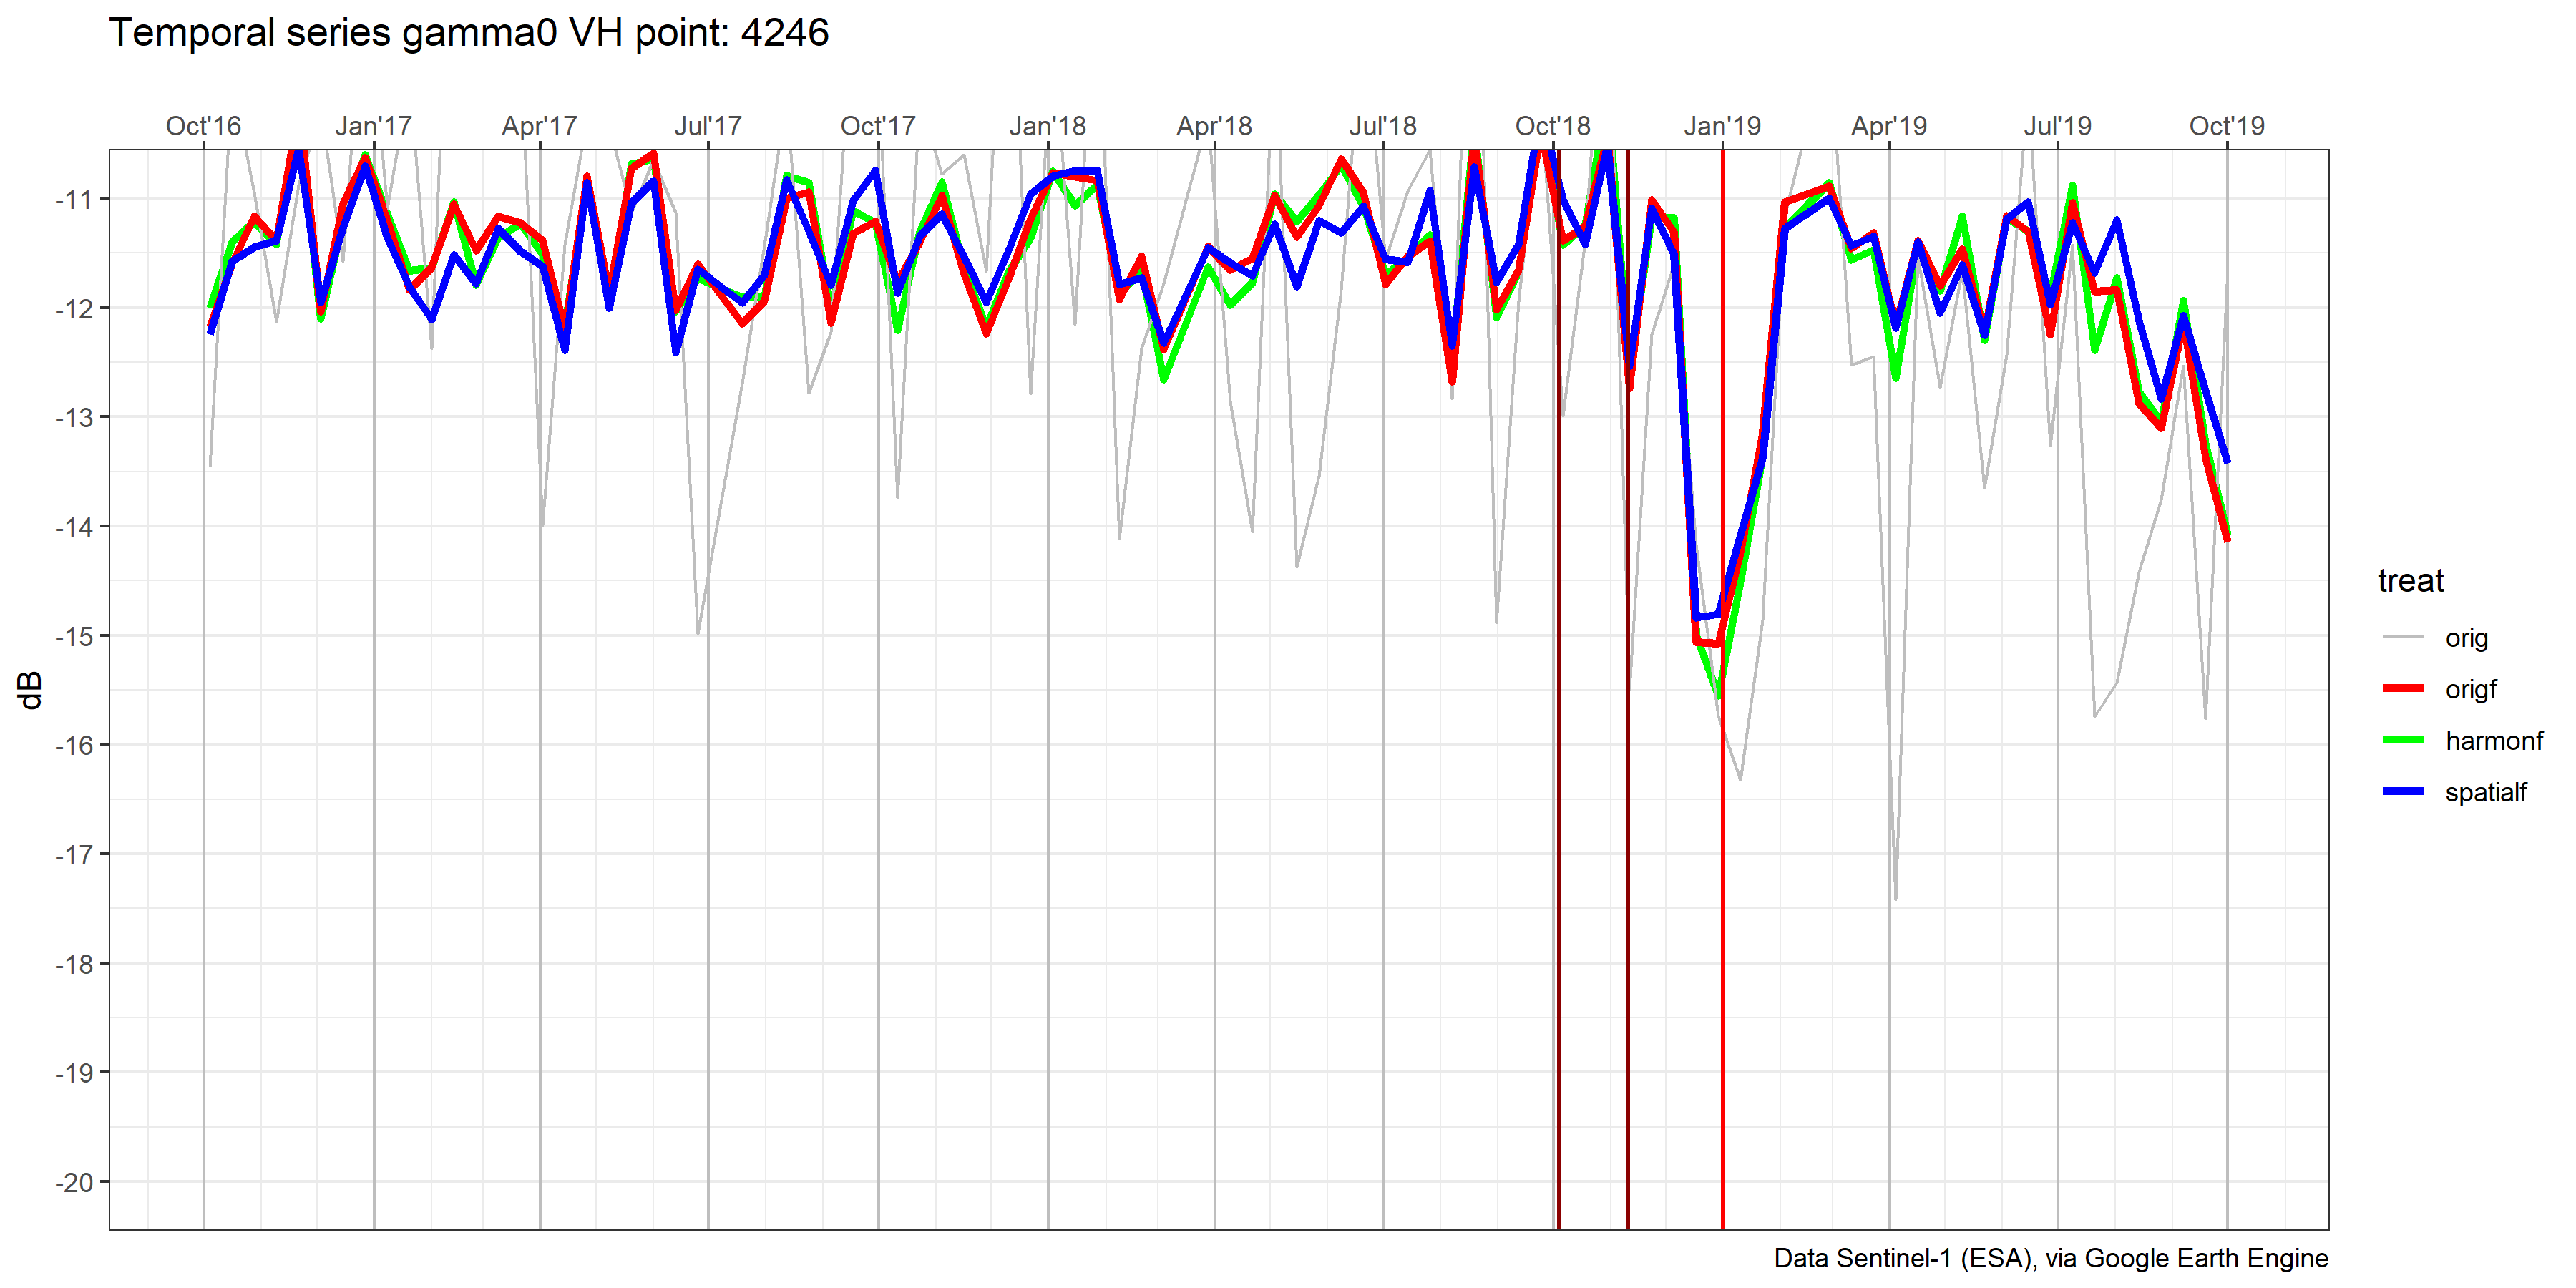 Temporal series gamma0 VH point: 4246
Oct'16 Jan'17 Apr'17 Jul'17 Oct'17 Jan'18 Apr'18 Jul'18 Oct'18 Jan'19 Apr'19 Jul'19 Oct'19
-11
-12
-13
-14
-15
-16
-17
-18
-19
-20
dB
treat
orig
origf
harmonf
spatialf
Data Sentinel-1 (ESA), via Google Earth Engine